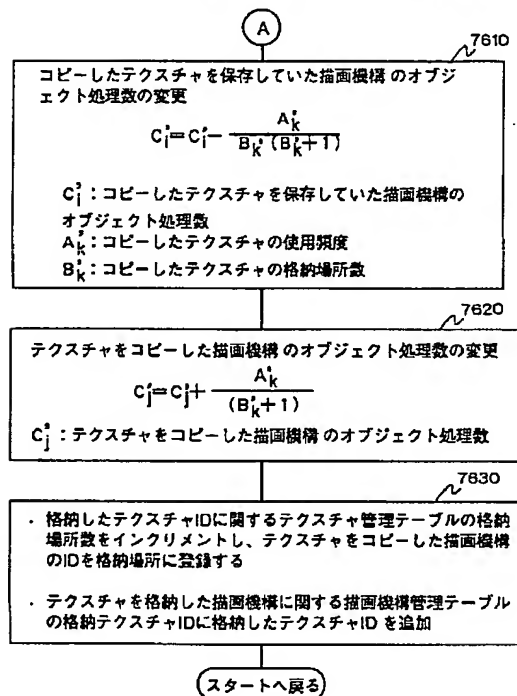 A
7610
コピーしたテクスチャを保存していた描画機構 のオブジ
ェクト処理数の変更
C_i^s = C_i^s − A_k^s / (B_k^s (B_k^s+1))
C_i^s：コピーしたテクスチャを保存していた描画機構の
オブジェクト処理数
A_k^s：コピーしたテクスチャの使用頻度
B_k^s：コピーしたテクスチャの格納場所数
7620
テクスチャをコピーした描画機構 のオブジェクト処理数の変更
C_j^s = C_j^s + A_k^s / (B_k^s+1)
C_j^s：テクスチャをコピーした描画機構 のオブジェクト処理数
7630
・ 格納したテクスチャIDに関するテクスチャ管理テーブルの格納
場所数をインクリメントし、テクスチャをコピーした描画機構
のIDを格納場所に登録する
・ テクスチャを格納した描画機構に関する描画機構管理テーブル
の格納テクスチャIDに格納したテクスチャID を追加
スタートへ戻る